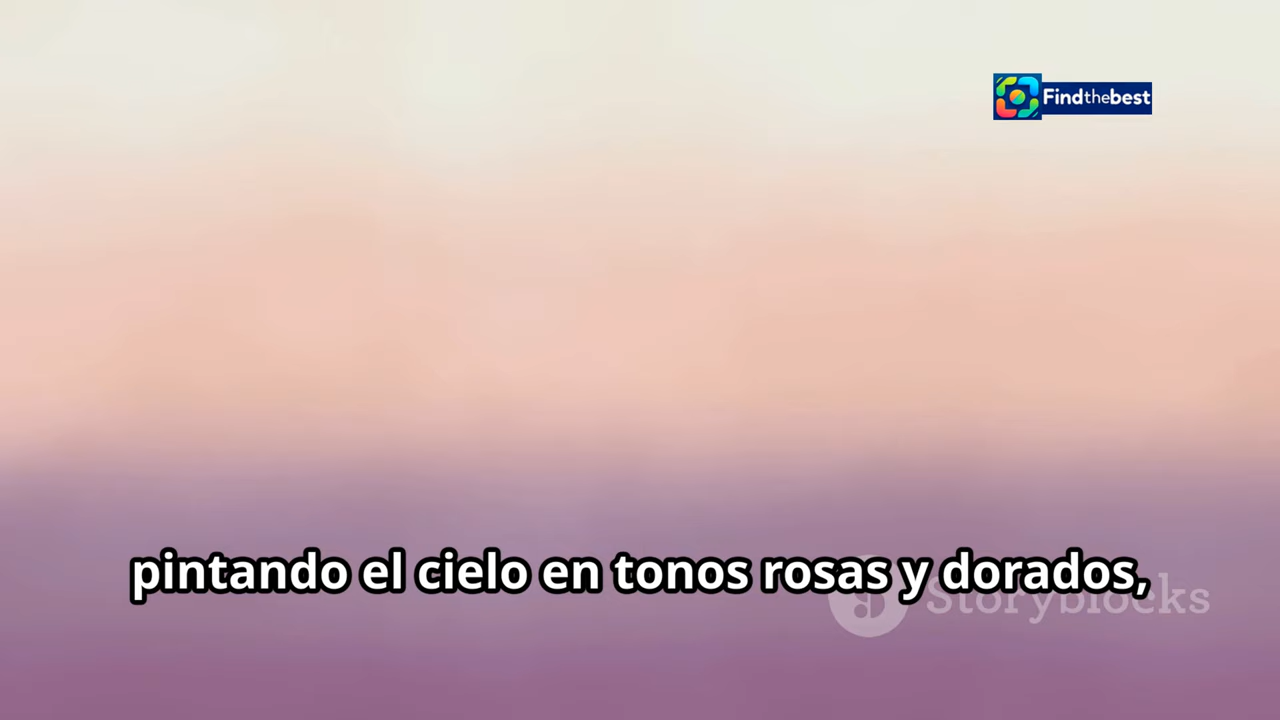 Findthebest
pintando el cielo en tonos rosas y dorados,
Storyblocks